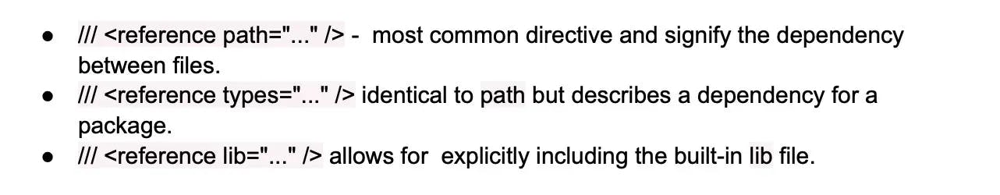 ● /// <reference path="..." /> -  most common directive and signify the dependency
between files.
● /// <reference types="..." /> identical to path but describes a dependency for a
package.
● /// <reference lib="..." /> allows for  explicitly including the built-in lib file.